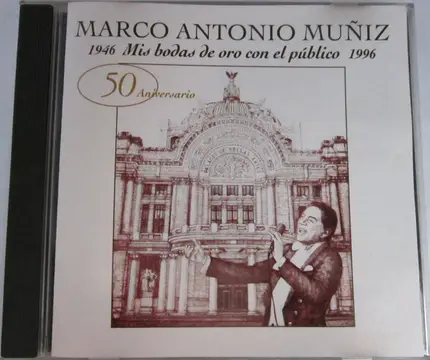 MARCO ANTONIO MUÑIZ
1946 Mis bodas de oro con el público 1996
50 Aniversario